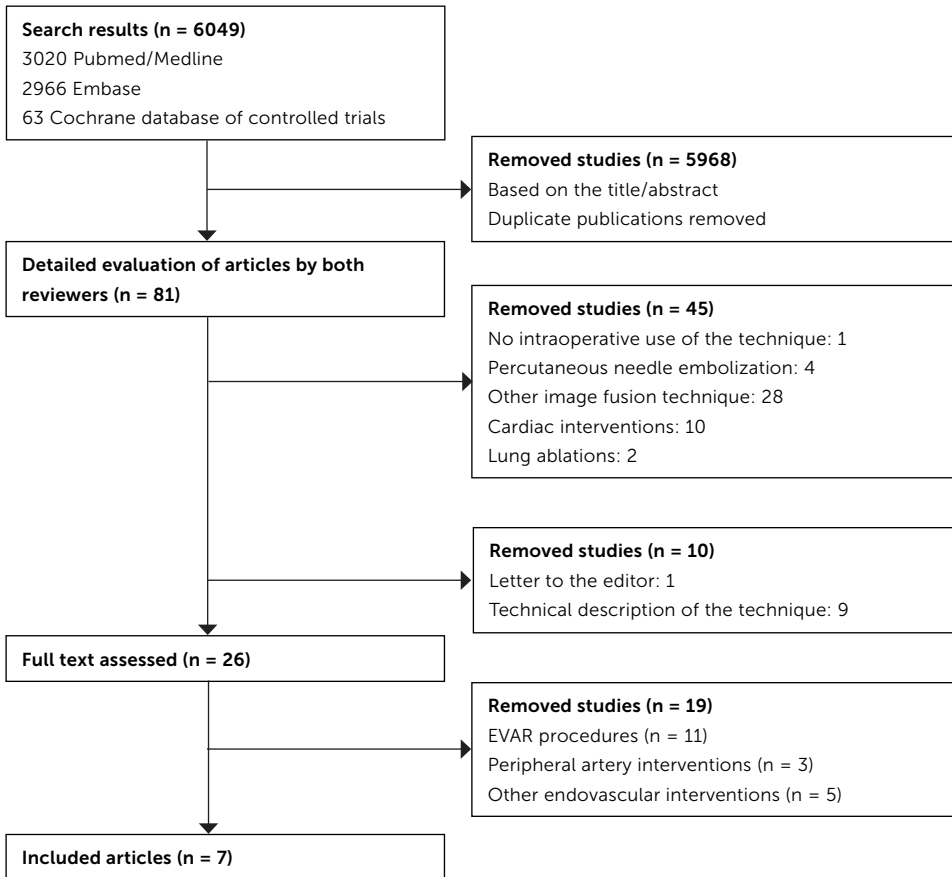 Search results (n = 6049)
3020 Pubmed/Medline
2966 Embase
63 Cochrane database of controlled trials
Removed studies (n = 5968)
Based on the title/abstract
Duplicate publications removed
Detailed evaluation of articles by both
reviewers (n = 81)
Removed studies (n = 45)
No intraoperative use of the technique: 1
Percutaneous needle embolization: 4
Other image fusion technique: 28
Cardiac interventions: 10
Lung ablations: 2
Removed studies (n = 10)
Letter to the editor: 1
Technical description of the technique: 9
Full text assessed (n = 26)
Removed studies (n = 19)
EVAR procedures (n = 11)
Peripheral artery interventions (n = 3)
Other endovascular interventions (n = 5)
Included articles (n = 7)